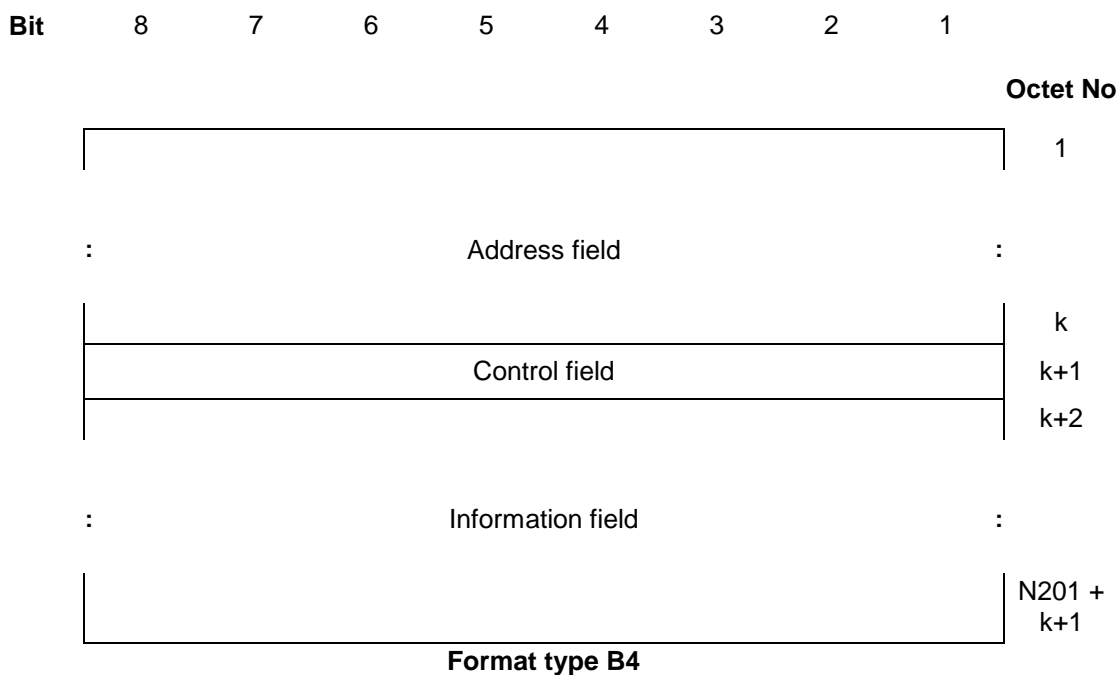 Bit 8 7 6 5 4 3 2 1
Octet No
1
: Address field :
k
Control field k+1
k+2
: Information field :
N201 +
k+1
Format type B4